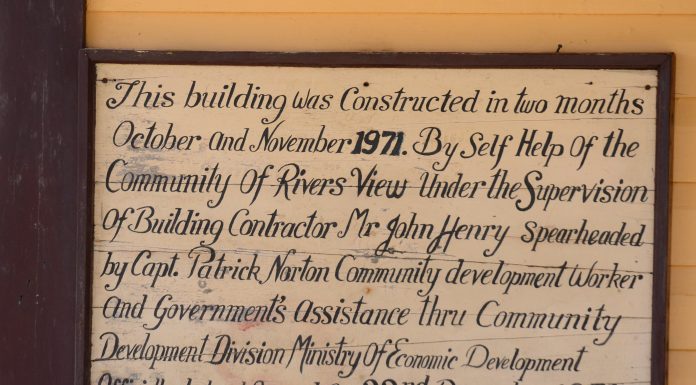 This building was Constructed in two months
October and November 1971. By Self Help Of the
Community Of Rivers View Under the Supervision
Of Building Contractor Mr John Henry Spearheaded
by Capt. Patrick Norton Community development Worker
And Government's Assistance thru Community
Development Division Ministry Of Economic Development